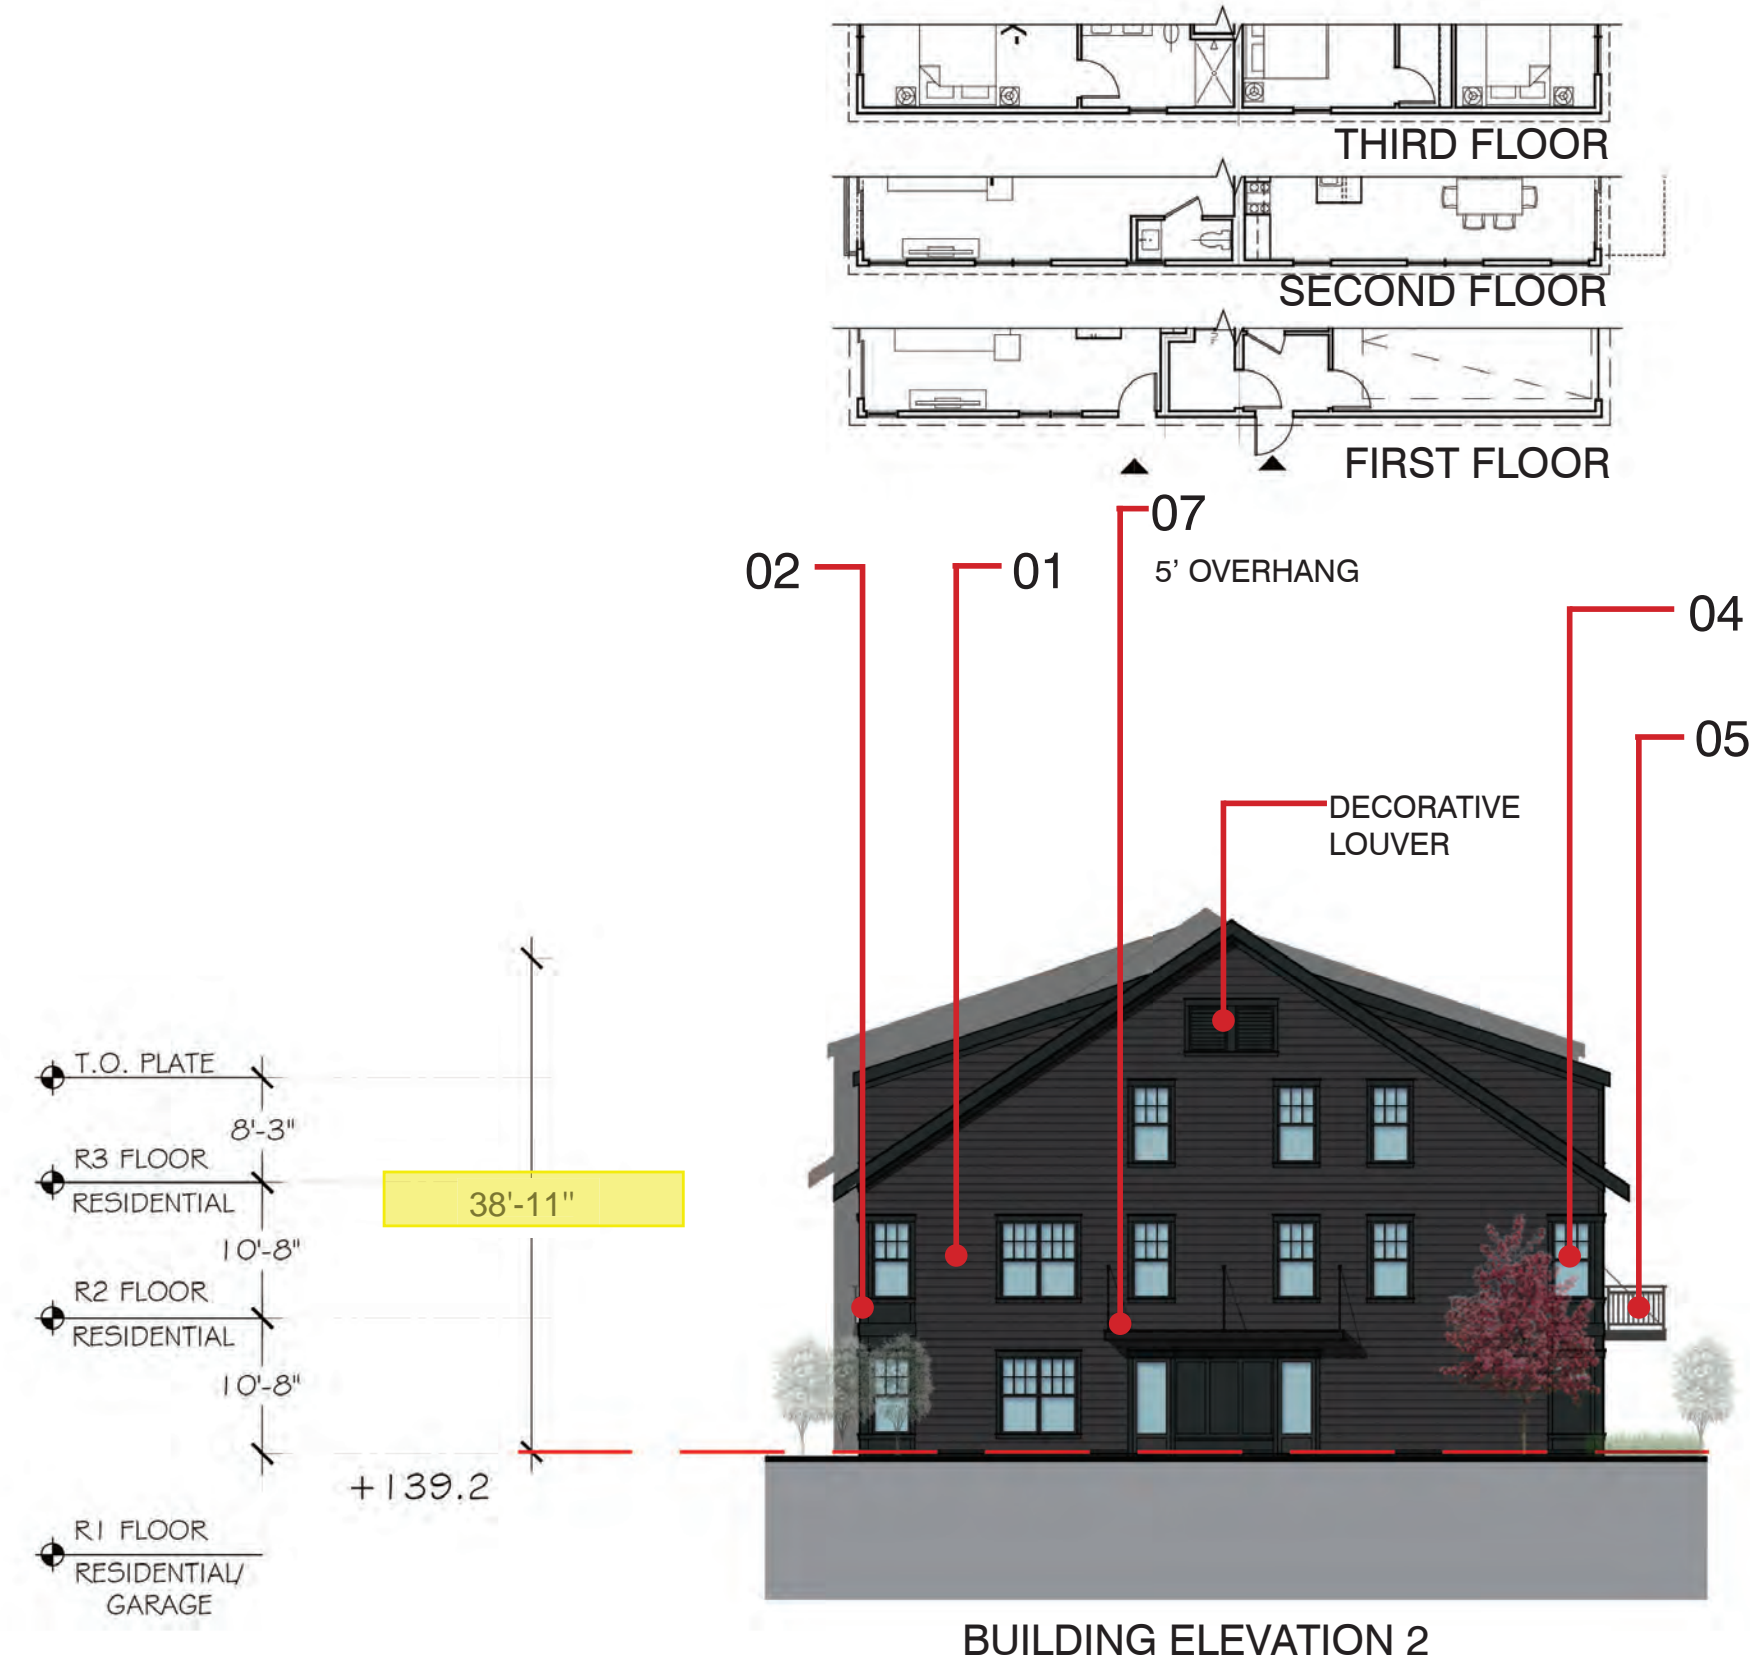 THIRD FLOOR
SECOND FLOOR
FIRST FLOOR
07
5' OVERHANG
02
01
04
05
DECORATIVE
LOUVER
T.O. PLATE
8'-3"
R3 FLOOR
RESIDENTIAL
38'-11"
10'-8"
R2 FLOOR
RESIDENTIAL
10'-8"
+139.2
R1 FLOOR
RESIDENTIAL/
GARAGE
BUILDING ELEVATION 2